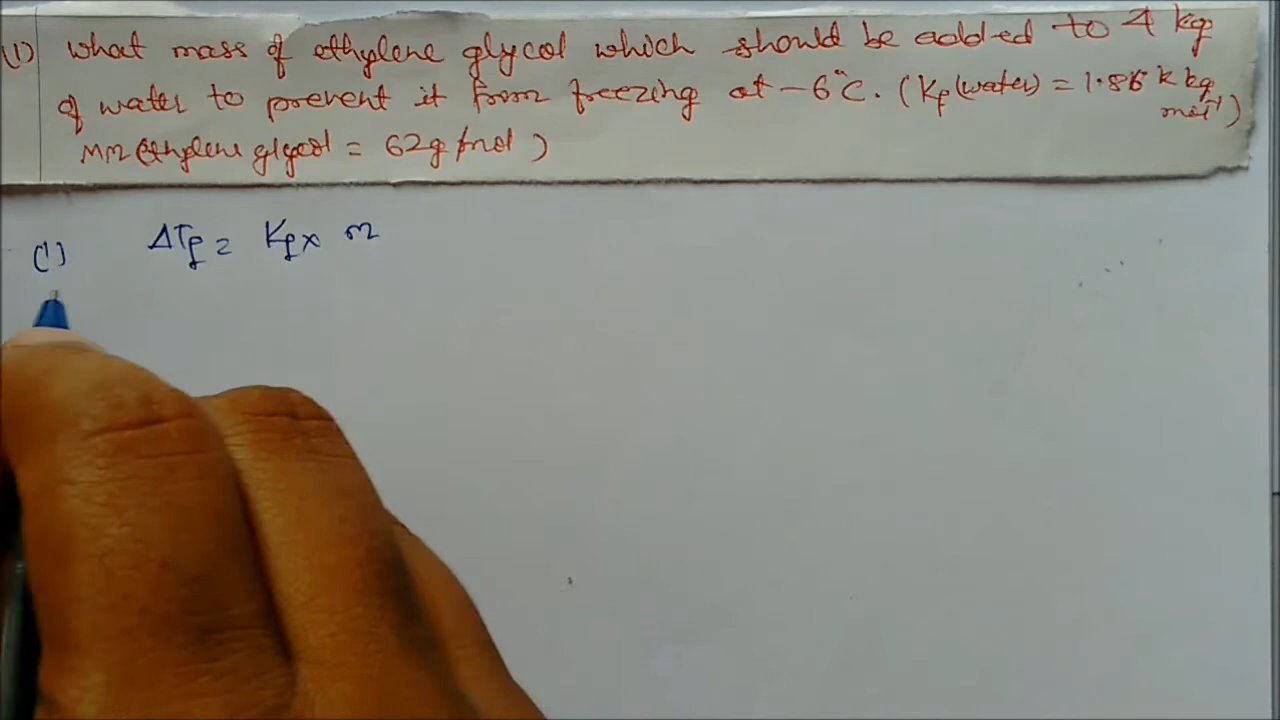 (1) What mass of ethylene glycol which should be added to 4 kg
of water to prevent it from freezing at -6°C. (Kf(water) = 1.86 k kg
mol⁻¹)
MM (Ethylene glycol = 62g/mol)
(1) ΔTf = Kf x m